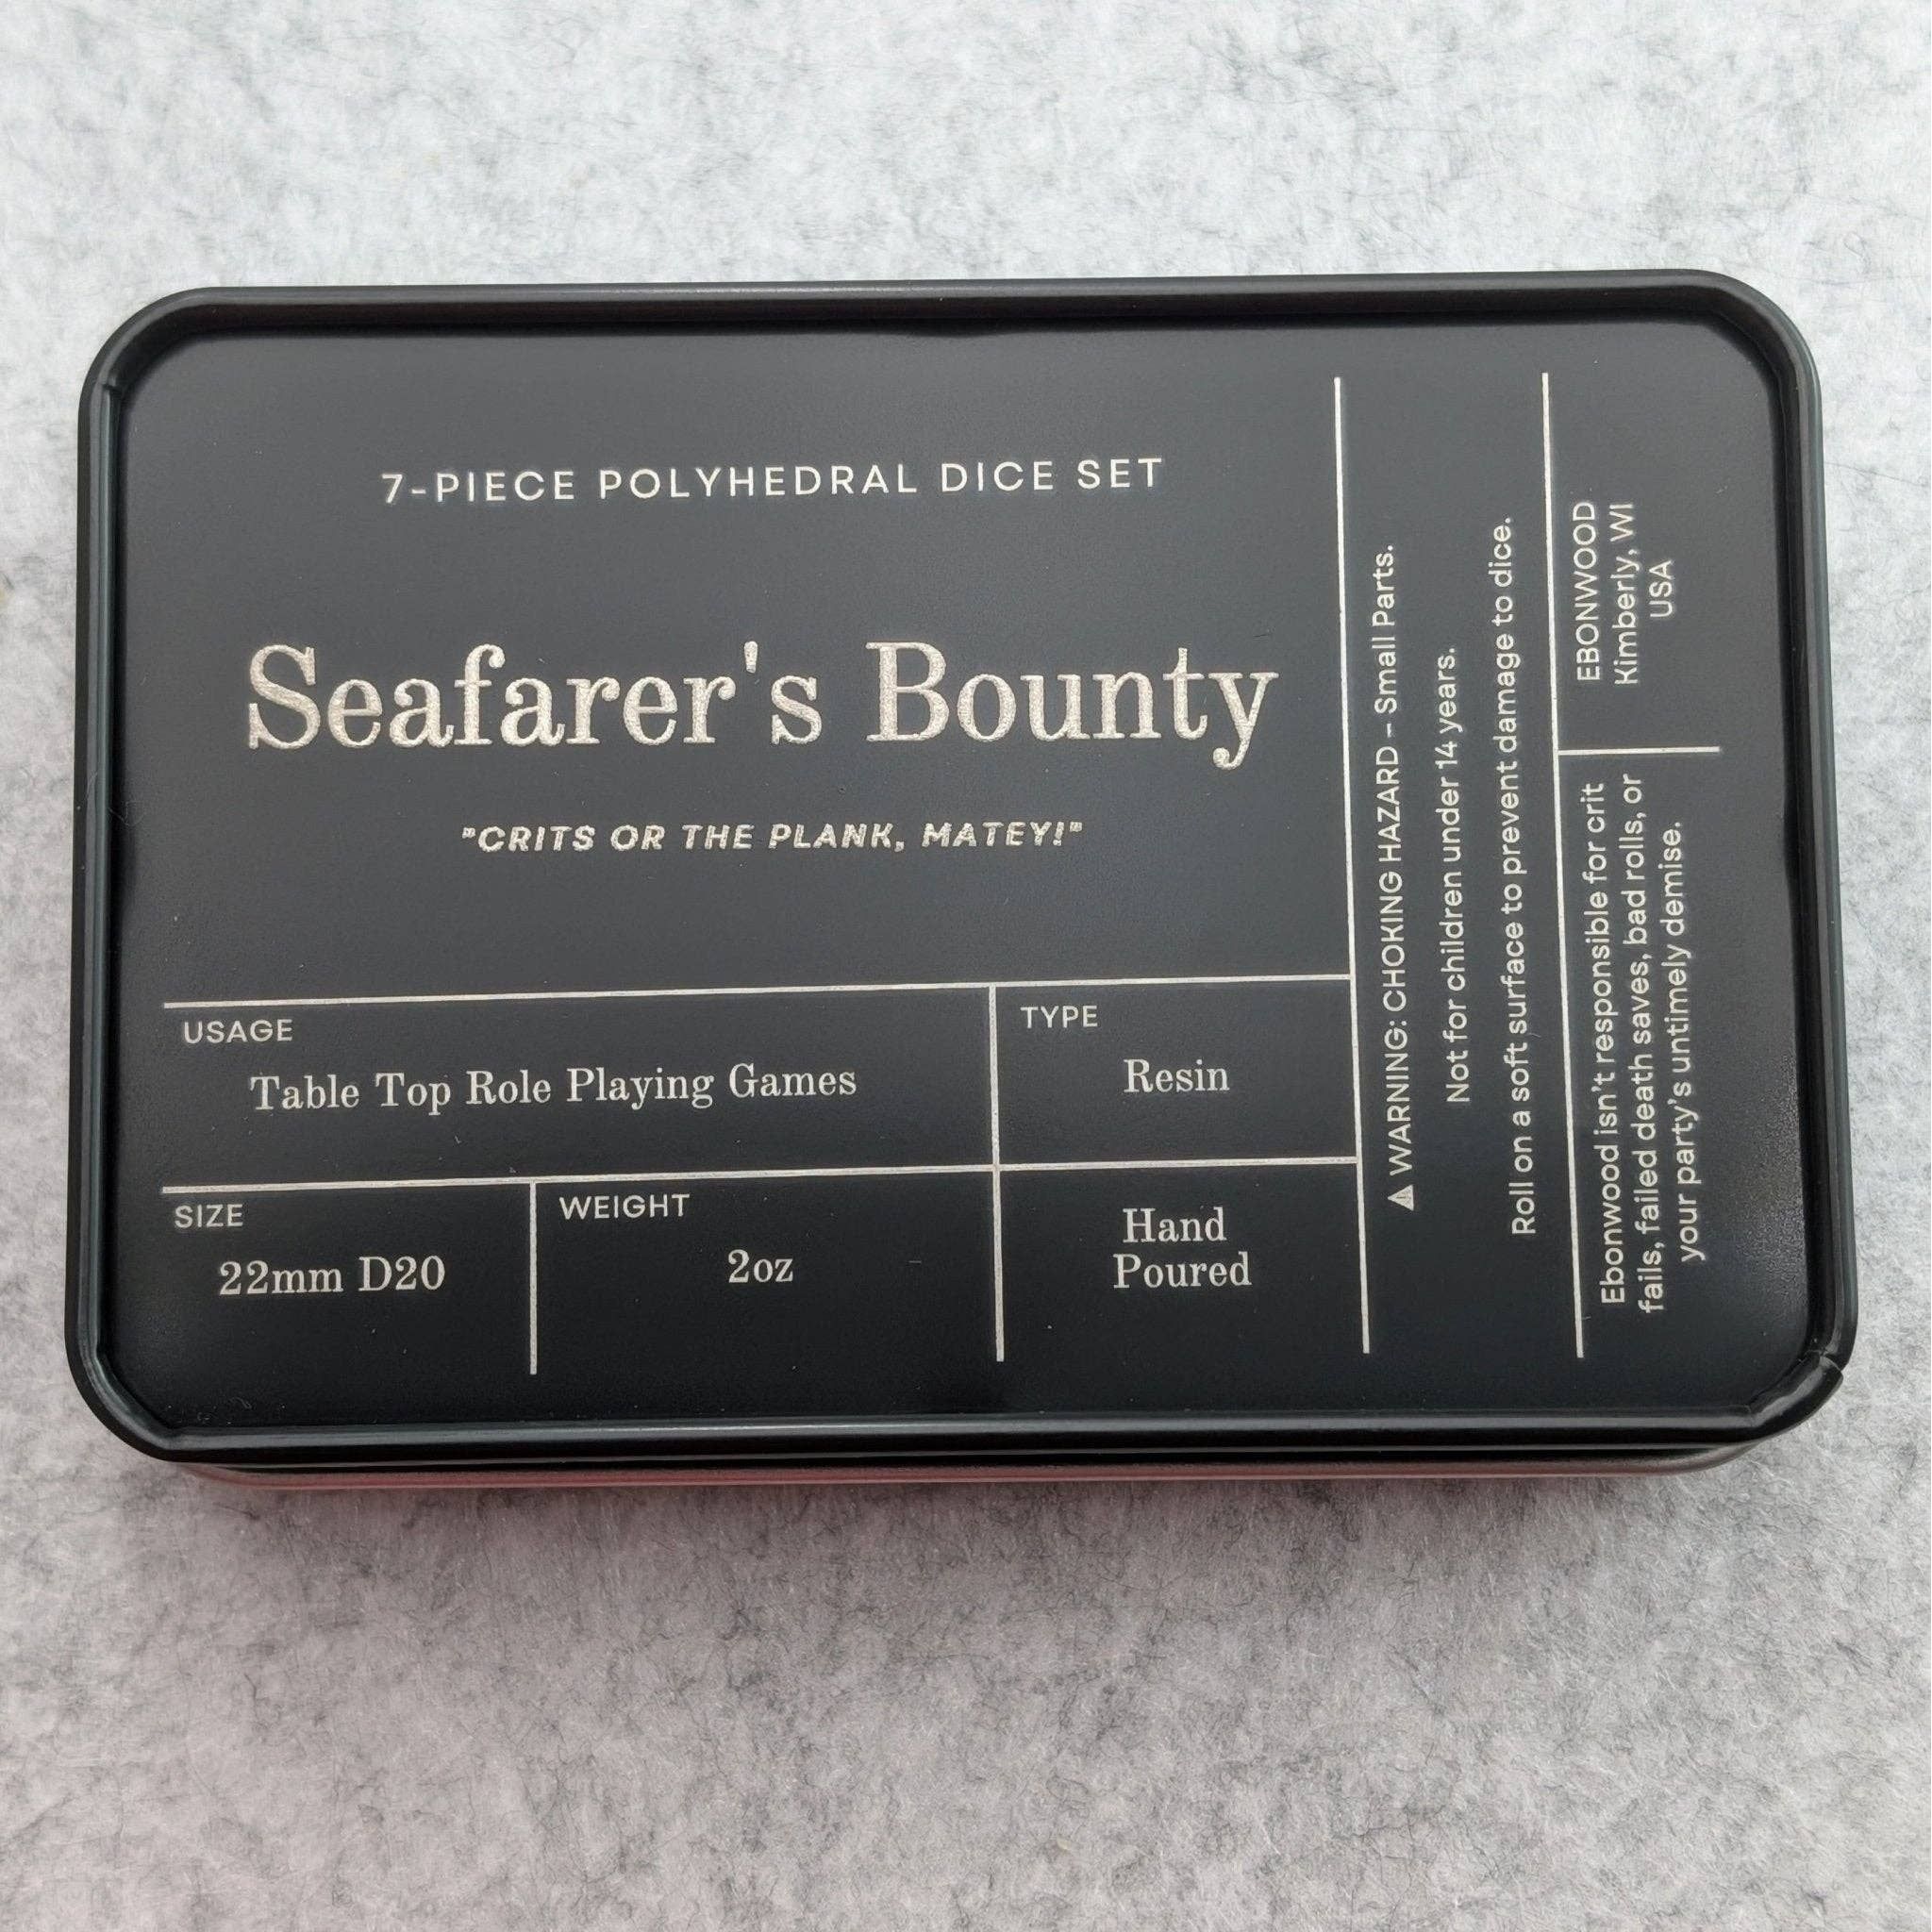 7-PIECE POLYHEDRAL DICE SET
Seafarer's Bounty
"CRITS OR THE PLANK, MATEY!"
USAGE
Table Top Role Playing Games
TYPE
Resin
SIZE
22mm D20
WEIGHT
2oz
Hand
Poured
⚠ WARNING: CHOKING HAZARD – Small Parts.
Not for children under 14 years.
Roll on a soft surface to prevent damage to dice.
Ebonwood isn't responsible for crit
fails, failed death saves, bad rolls, or
your party's untimely demise.
EBONWOOD
Kimberly, WI
USA